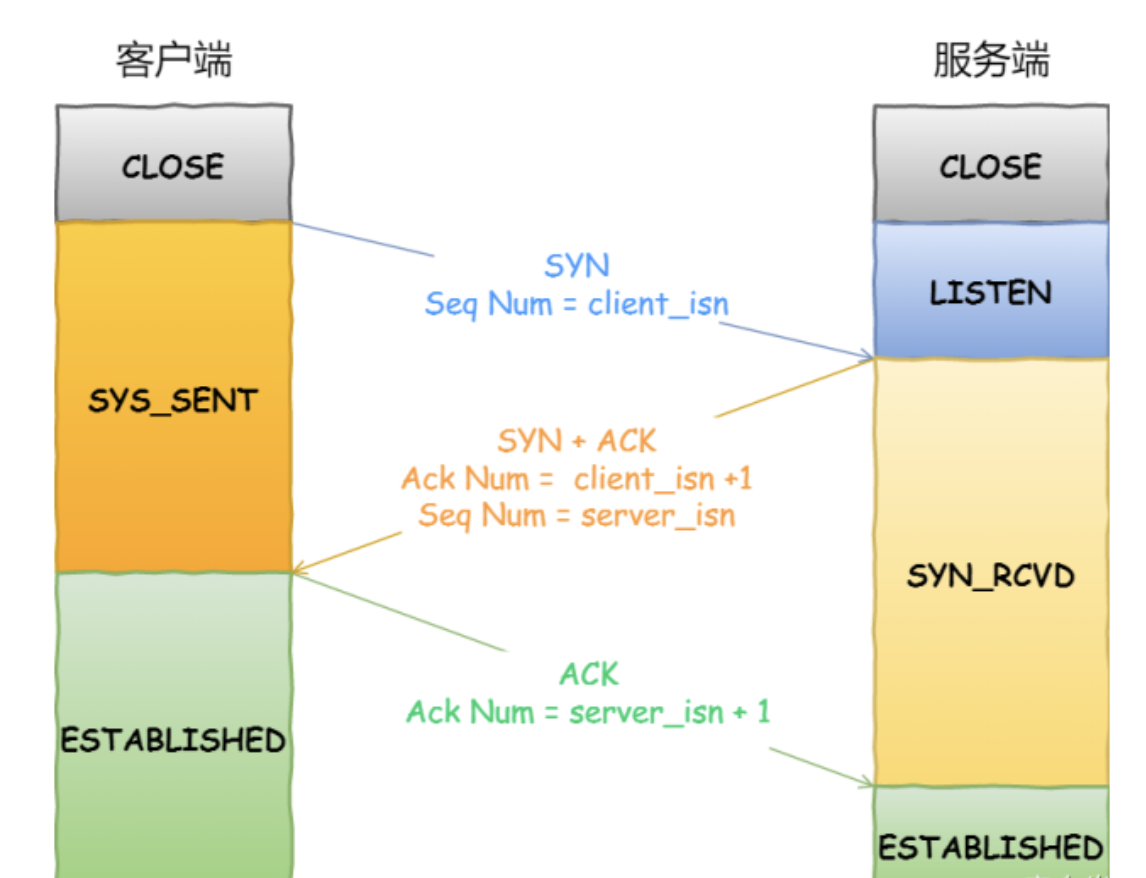 客户端
服务端
CLOSE
CLOSE
SYN
Seq Num = client_isn
LISTEN
SYS_SENT
SYN + ACK
Ack Num = client_isn +1
Seq Num = server_isn
SYN_RCVD
ACK
Ack Num = server_isn + 1
ESTABLISHED
ESTABLISHED